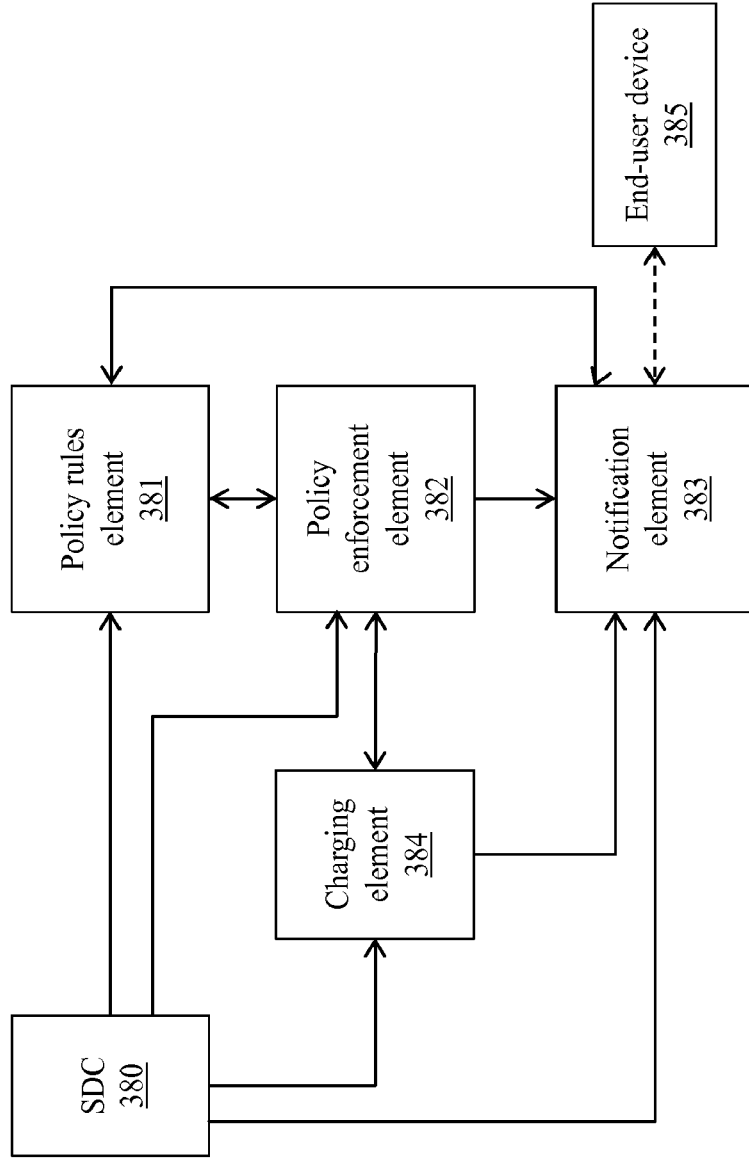 SDC
380
Policy rules
element
381
Policy
enforcement
element
382
Charging
element
384
Notification
element
383
End-user device
385